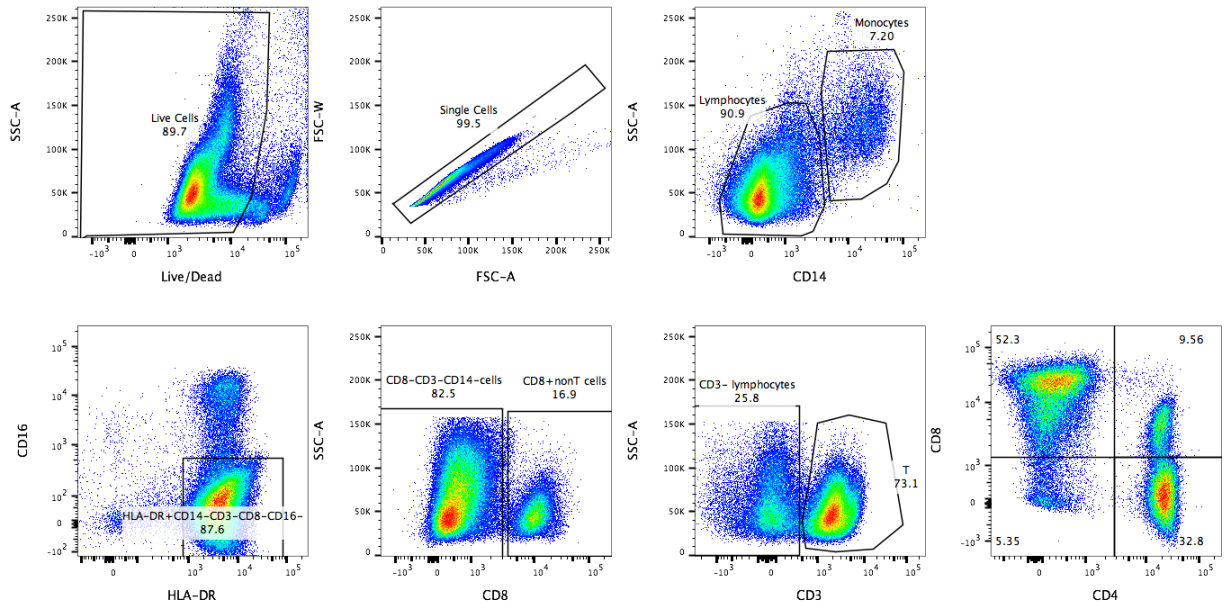 250K
200K
150K
100K
50K
0
SSC-A
Live Cells
89.7
-10³ 10³ 10⁴ 10⁵
Live/Dead
250K
200K
150K
100K
50K
0
FSC-W
Single Cells
99.5
0 50K 100K 150K 200K 250K
FSC-A
250K
200K
150K
100K
50K
0
SSC-A
Monocytes
7.20
Lymphocytes
90.9
-10³ 0 10³ 10⁴ 10⁵
CD14
10⁵
10⁴
10³
10²
0
-10²
CD16
HLA-DR+CD14-CD3-CD8-CD16-
87.6
0 10³ 10⁴ 10⁵
HLA-DR
250K
200K
150K
100K
50K
0
SSC-A
CD8-CD3-CD14-cells
82.5
CD8+nonT cells
16.9
0 10³ 10⁴ 10⁵
CD8
250K
200K
150K
100K
50K
0
SSC-A
CD3- lymphocytes
25.8
T
73.1
-10³ 0 10³ 10⁴ 10⁵
CD3
10⁵
10⁴
10³
0
-10³
CD8
52.3 9.56
5.35 32.8
0 10³ 10⁴ 10⁵
CD4